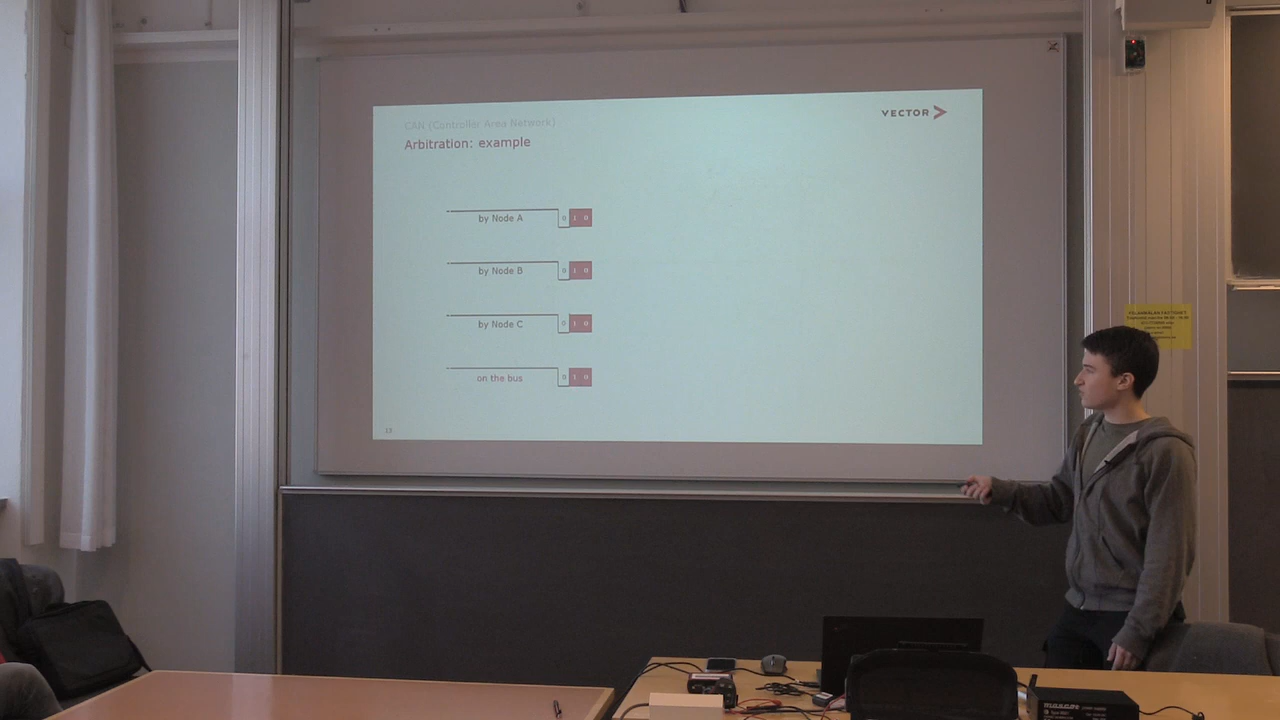 CAN (Controller Area Network)
VECTOR
Arbitration: example
by Node A
0 1 0
by Node B
0 1 0
by Node C
0 1 0
on the bus
0 1 0
13